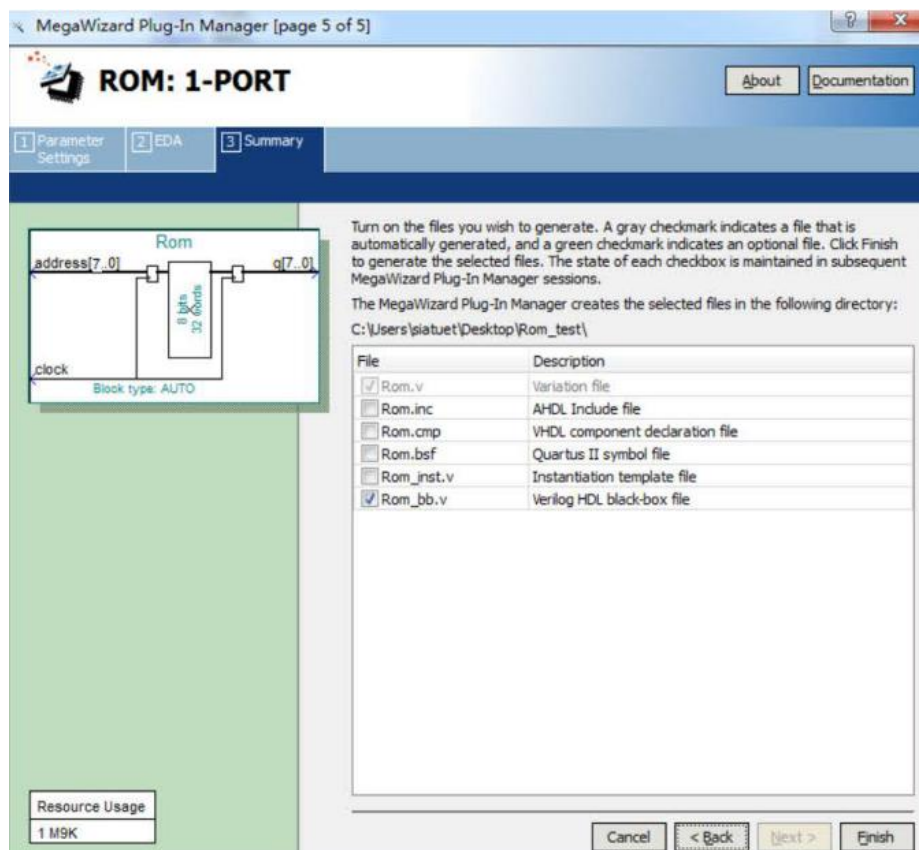 MegaWizard Plug-In Manager [page 5 of 5]
ROM: 1-PORT
About
Documentation
1 Parameter Settings
2 EDA
3 Summary
Rom
address[7..0]
q[7..0]
8 bits
32 words
clock
Block type: AUTO
Turn on the files you wish to generate. A gray checkmark indicates a file that is
automatically generated, and a green checkmark indicates an optional file. Click Finish
to generate the selected files. The state of each checkbox is maintained in subsequent
MegaWizard Plug-In Manager sessions.
The MegaWizard Plug-In Manager creates the selected files in the following directory:
C:\Users\siatuet\Desktop\Rom_test\
File Description
Rom.v Variation file
Rom.inc AHDL Include file
Rom.cmp VHDL component declaration file
Rom.bsf Quartus II symbol file
Rom_inst.v Instantiation template file
Rom_bb.v Verilog HDL black-box file
Resource Usage
1 M9K
Cancel
< Back
Next >
Finish